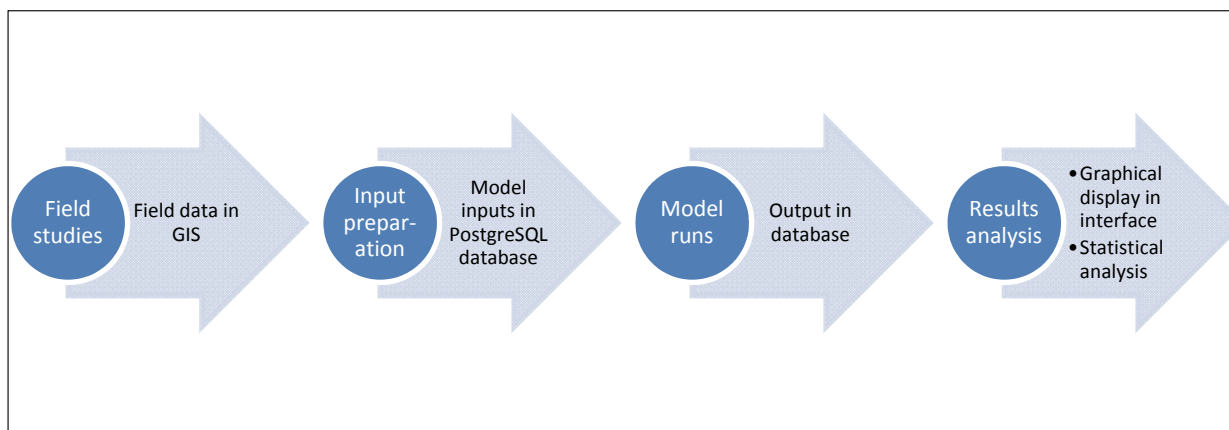 Field
studies
Field data in
GIS
Input
prepar-
ation
Model
inputs in
PostgreSQL
database
Model
runs
Output in
database
Results
analysis
•Graphical
display in
interface
•Statistical
analysis